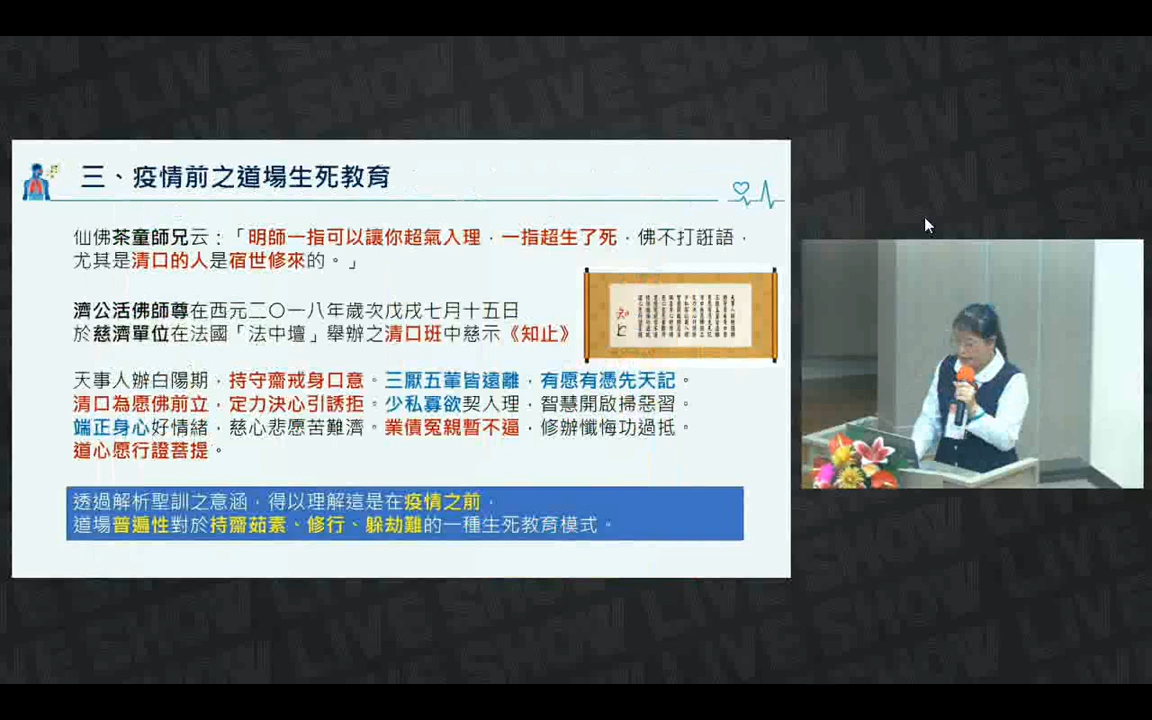 三、疫情前之道場生死教育
仙佛茶童師兄云：「明師一指可以讓你超氣入理，一指超生了死，佛不打誑語，
尤其是清口的人是宿世修來的。」
濟公活佛師尊在西元二〇一八年歲次戊戌七月十五日
於慈濟單位在法國「法中壇」舉辦之清口班中慈示《知止》
知止
天事人辦白陽期，持守齋戒身口意。三厭五葷皆遠離，有愿有憑先天記。
清口為愿佛前立，定力決心引誘拒。少私寡欲契人理，智慧開啟掃惡習。
端正身心好情緒，慈心悲愿苦難濟。業債冤親暫不逼，修辦懺悔功過抵。
道心愿行證菩提。
透過解析聖訓之意涵，得以理解這是在疫情之前，
道場普遍性對於持齋茹素、修行、躲劫難的一種生死教育模式。